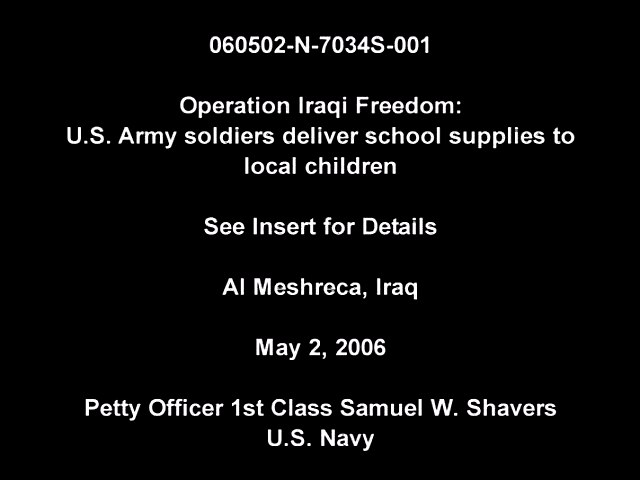 060502-N-7034S-001
Operation Iraqi Freedom:
U.S. Army soldiers deliver school supplies to
local children
See Insert for Details
Al Meshreca, Iraq
May 2, 2006
Petty Officer 1st Class Samuel W. Shavers
U.S. Navy